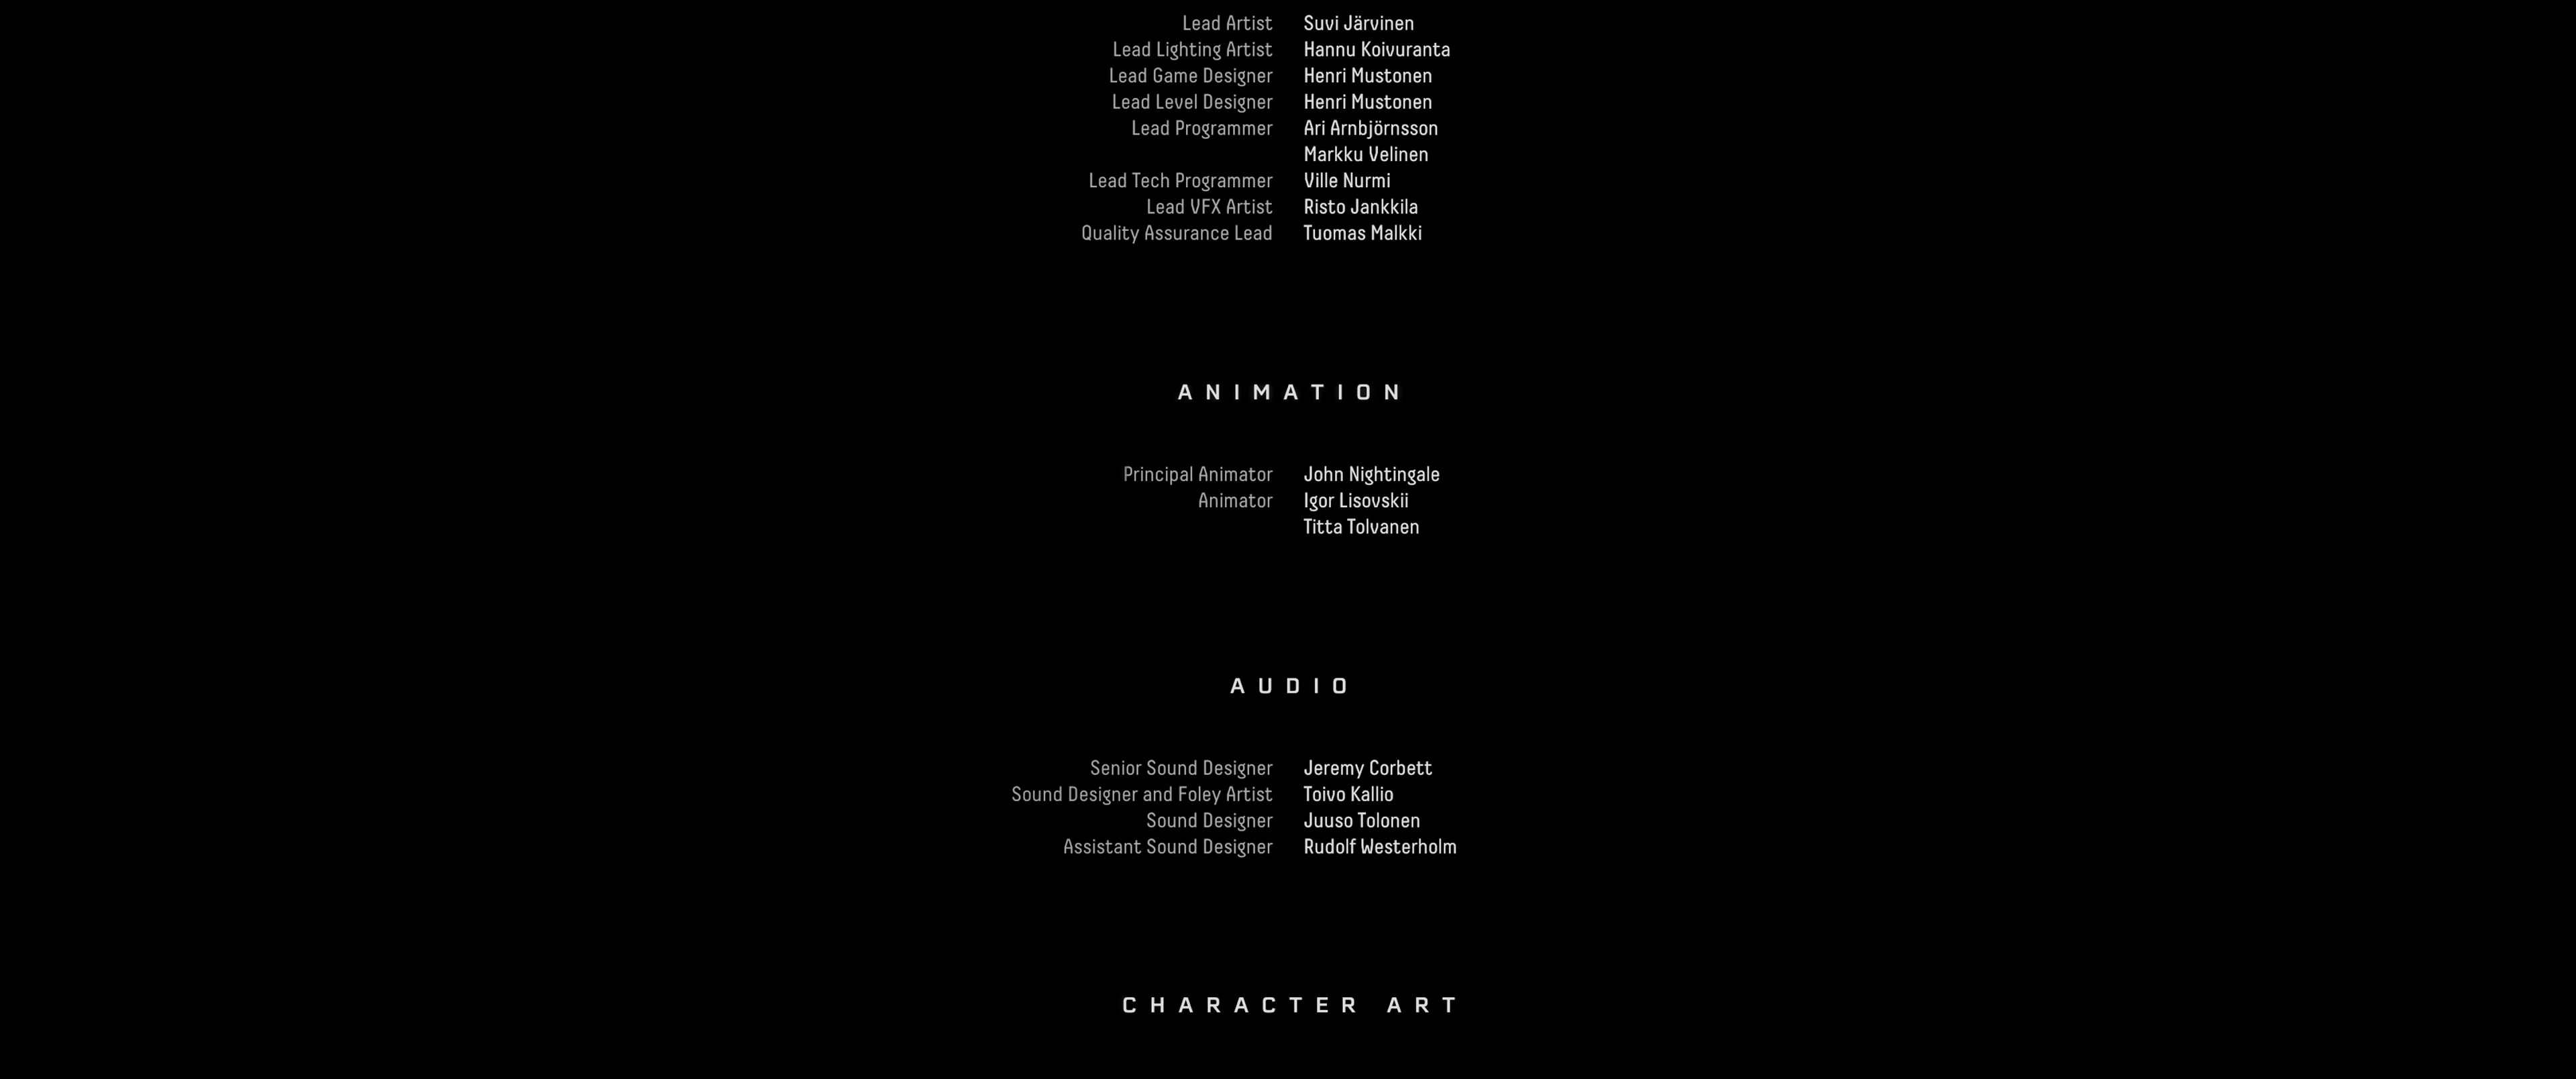 Lead Artist Suvi Järvinen
Lead Lighting Artist Hannu Koivuranta
Lead Game Designer Henri Mustonen
Lead Level Designer Henri Mustonen
Lead Programmer Ari Arnbjörnsson
Markku Velinen
Lead Tech Programmer Ville Nurmi
Lead VFX Artist Risto Jankkila
Quality Assurance Lead Tuomas Malkki
ANIMATION
Principal Animator John Nightingale
Animator Igor Lisovskii
Titta Tolvanen
AUDIO
Senior Sound Designer Jeremy Corbett
Sound Designer and Foley Artist Toivo Kallio
Sound Designer Juuso Tolonen
Assistant Sound Designer Rudolf Westerholm
CHARACTER ART